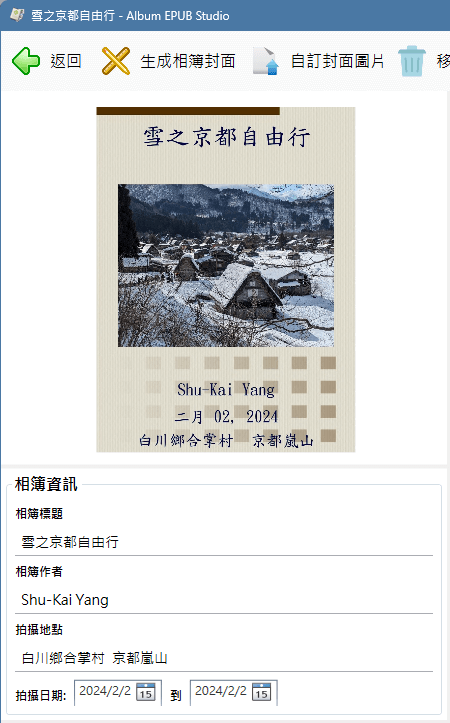 雪之京都自由行 - Album EPUB Studio
返回 生成相簿封面 自訂封面圖片 移
雪之京都自由行
Shu-Kai Yang
二月 02, 2024
白川鄉合掌村 京都嵐山
相簿資訊
相簿標題
雪之京都自由行
相簿作者
Shu-Kai Yang
拍攝地點
白川鄉合掌村 京都嵐山
拍攝日期: 2024/2/2 15 到 2024/2/2 15